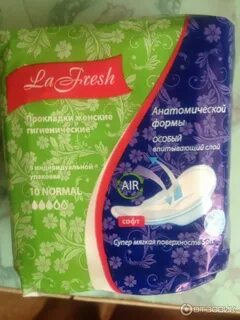 La Fresh
Прокладки женские
гигиенические
в индивидуальной
упаковке
10 NORMAL
Анатомической
формы
особый
впитывающий слой
AIR
софт
Супер мягкая поверхность Soft